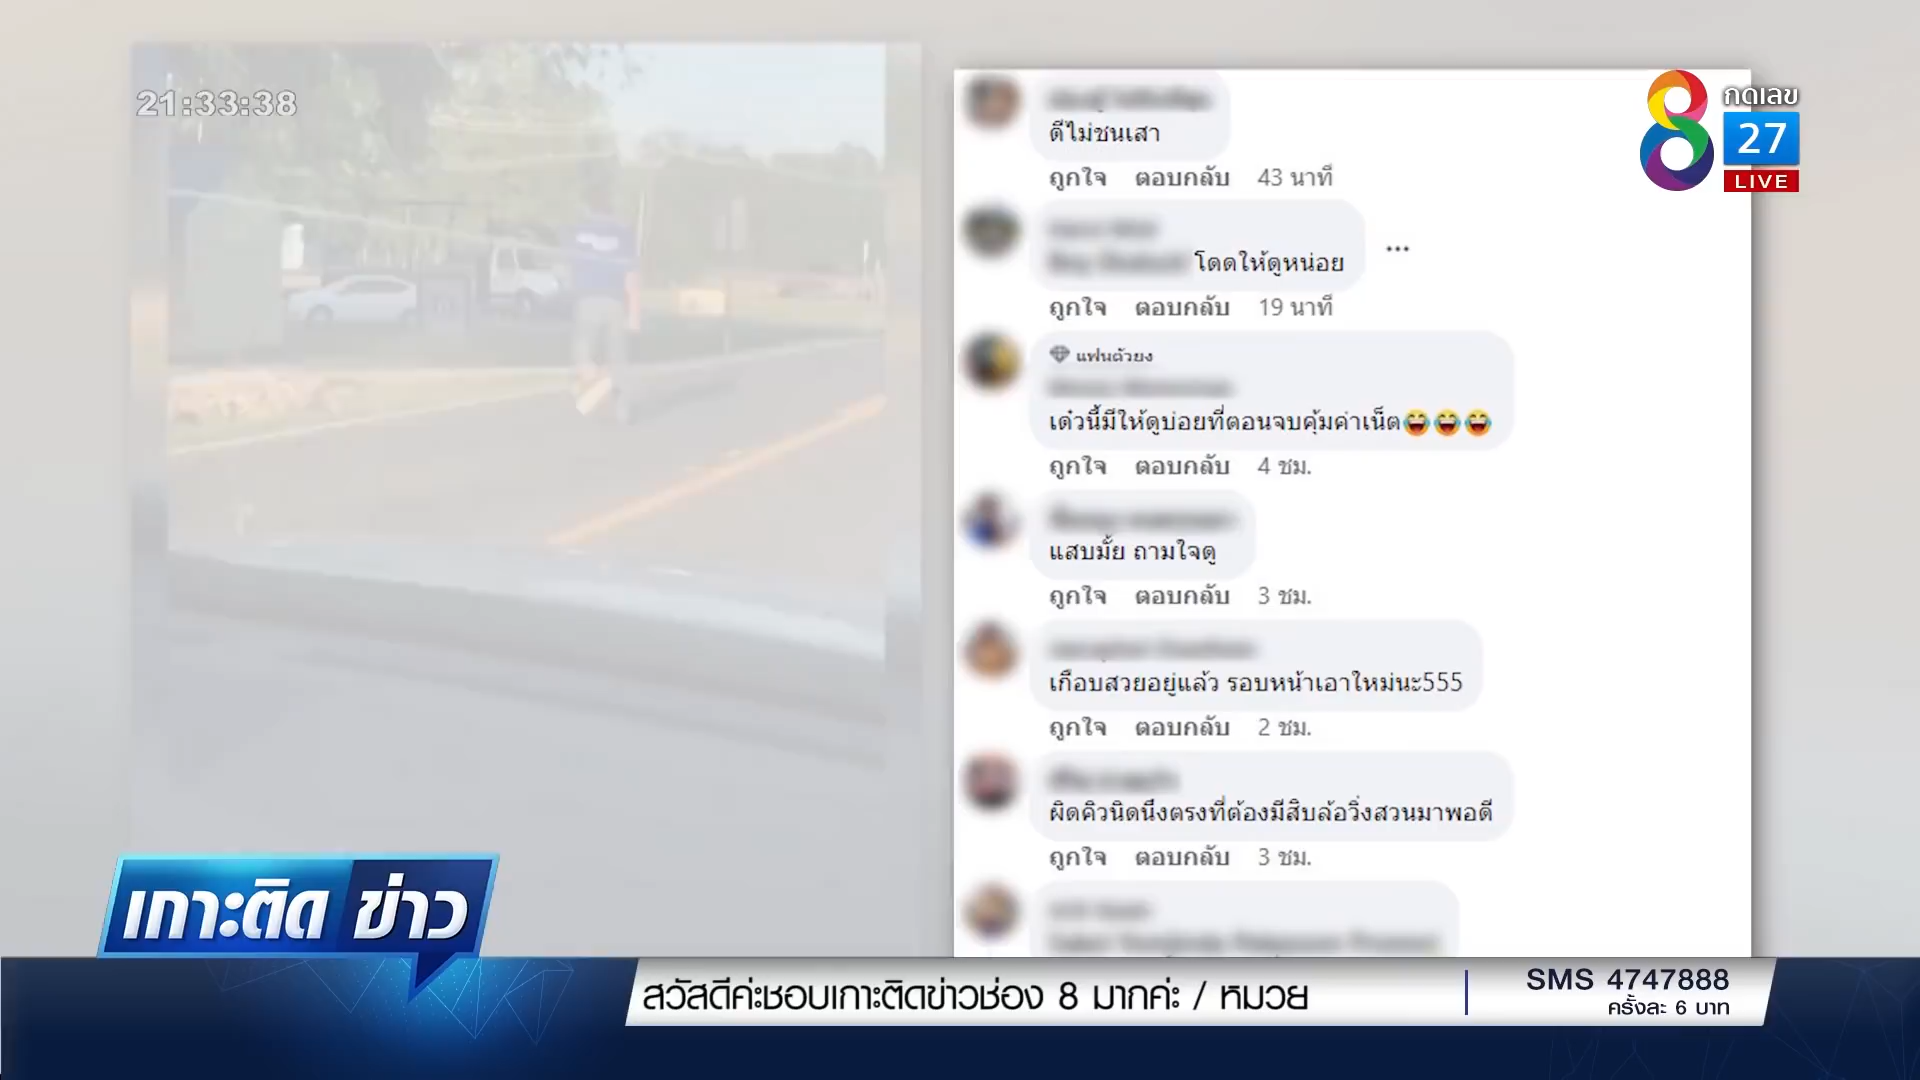 21:33:38
กดเลข
27
LIVE
ดีไม่ชนเสา
ถูกใจ ตอบกลับ 43 นาที
โดดให้ดูหน่อย
ถูกใจ ตอบกลับ 19 นาที
แฟนตัวยง
เด๋วนี้มีให้ดูบ่อยที่ตอนจบคุ้มค่าเน็ต😂😂😂
ถูกใจ ตอบกลับ 4 ชม.
แสบมั้ย ถามใจดู
ถูกใจ ตอบกลับ 3 ชม.
เกือบสวยอยู่แล้ว รอบหน้าเอาใหม่นะ555
ถูกใจ ตอบกลับ 2 ชม.
ผิดคิวนิดนึงตรงที่ต้องมีสิบล้อวิ่งสวนมาพอดี
ถูกใจ ตอบกลับ 3 ชม.
เกาะติด ข่าว
สวัสดีค่ะชอบเกาะติดข่าวช่อง 8 มากค่ะ / หมวย
SMS 4747888
ครั้งละ 6 บาท